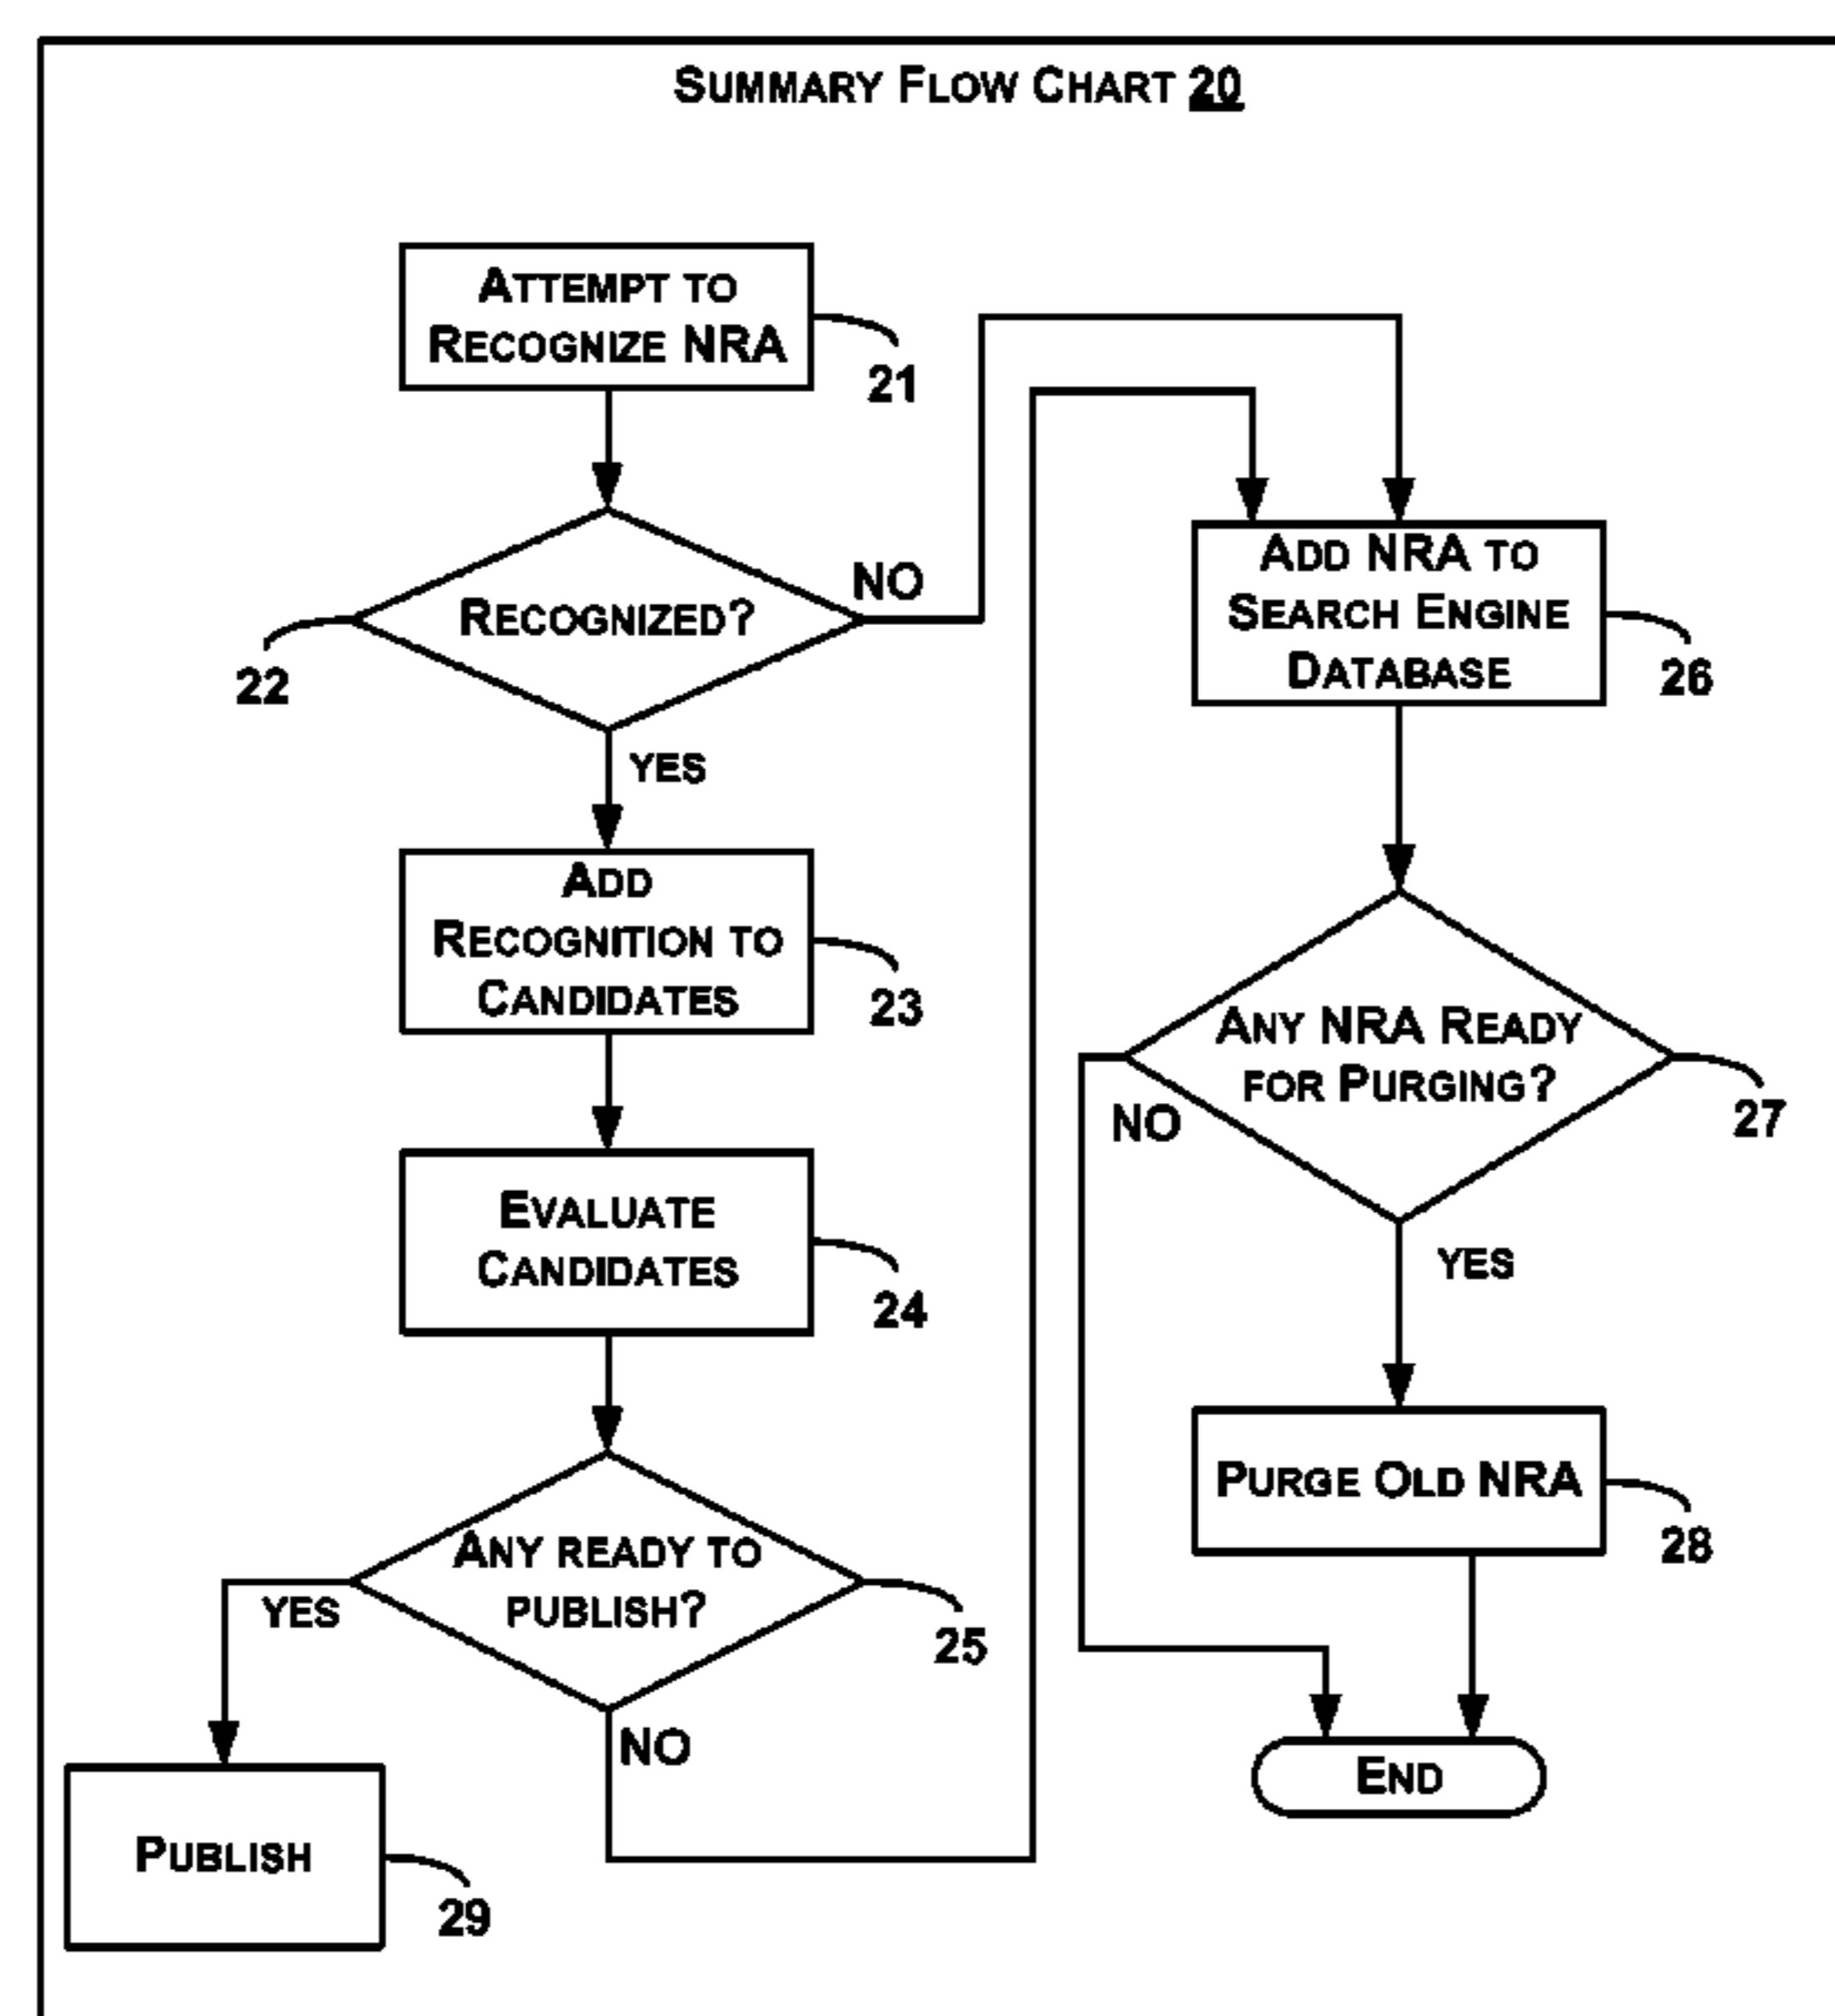 SUMMARY FLOW CHART 20
ATTEMPT TO
RECOGNIZE NRA
21
RECOGNIZED?
NO
22
YES
ADD
RECOGNITION TO
CANDIDATES
23
EVALUATE
CANDIDATES
24
ANY READY TO
PUBLISH?
YES
25
NO
PUBLISH
29
ADD NRA TO
SEARCH ENGINE
DATABASE
26
ANY NRA READY
FOR PURGING?
NO
27
YES
PURGE OLD NRA
28
END